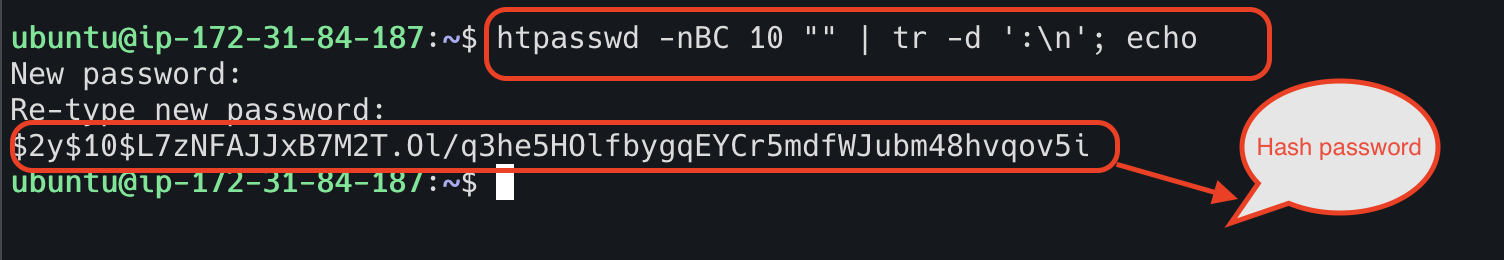 ubuntu@ip-172-31-84-187:~$ htpasswd -nBC 10 "" | tr -d ':\n'; echo
New password:
Re-type new password:
$2y$10$L7zNFAJJxB7M2T.Ol/q3he5HOlfbygqEYCr5mdfWJubm48hvqov5i
Hash password
ubuntu@ip-172-31-84-187:~$